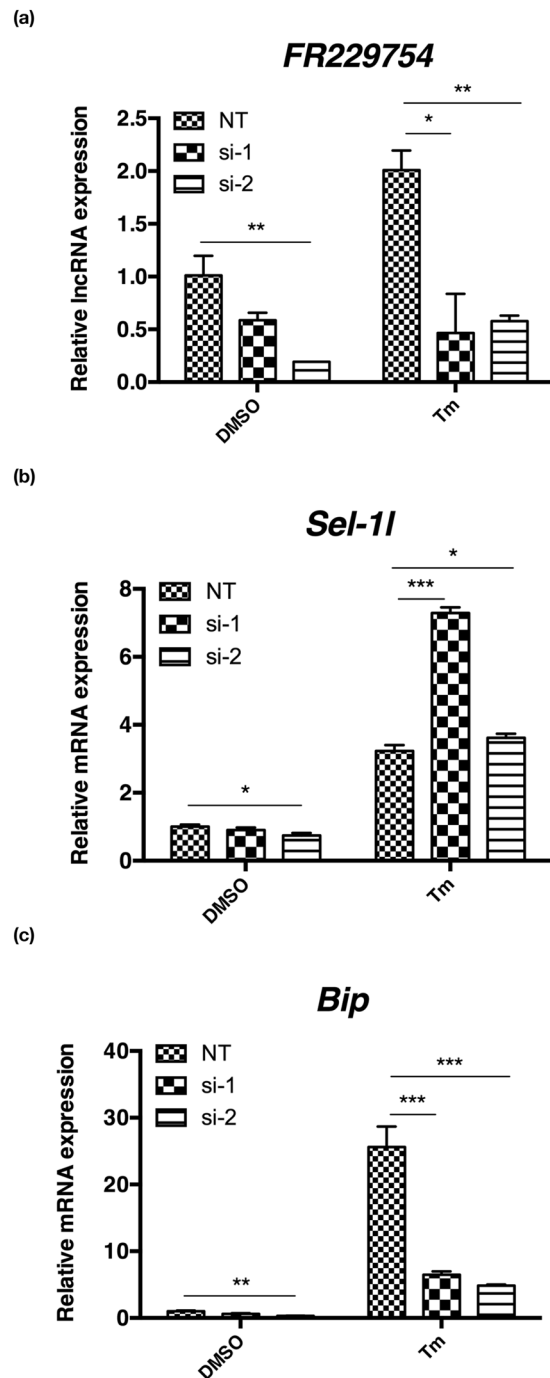 (a)
FR229754
Relative lncRNA expression
2.5
2.0
1.5
1.0
0.5
0.0
NT
si-1
si-2
**
**
*
DMSO
Tm
(b)
Sel-1l
Relative mRNA expression
8
6
4
2
0
NT
si-1
si-2
*
*
***
DMSO
Tm
(c)
Bip
Relative mRNA expression
40
30
20
10
0
NT
si-1
si-2
**
***
***
DMSO
Tm